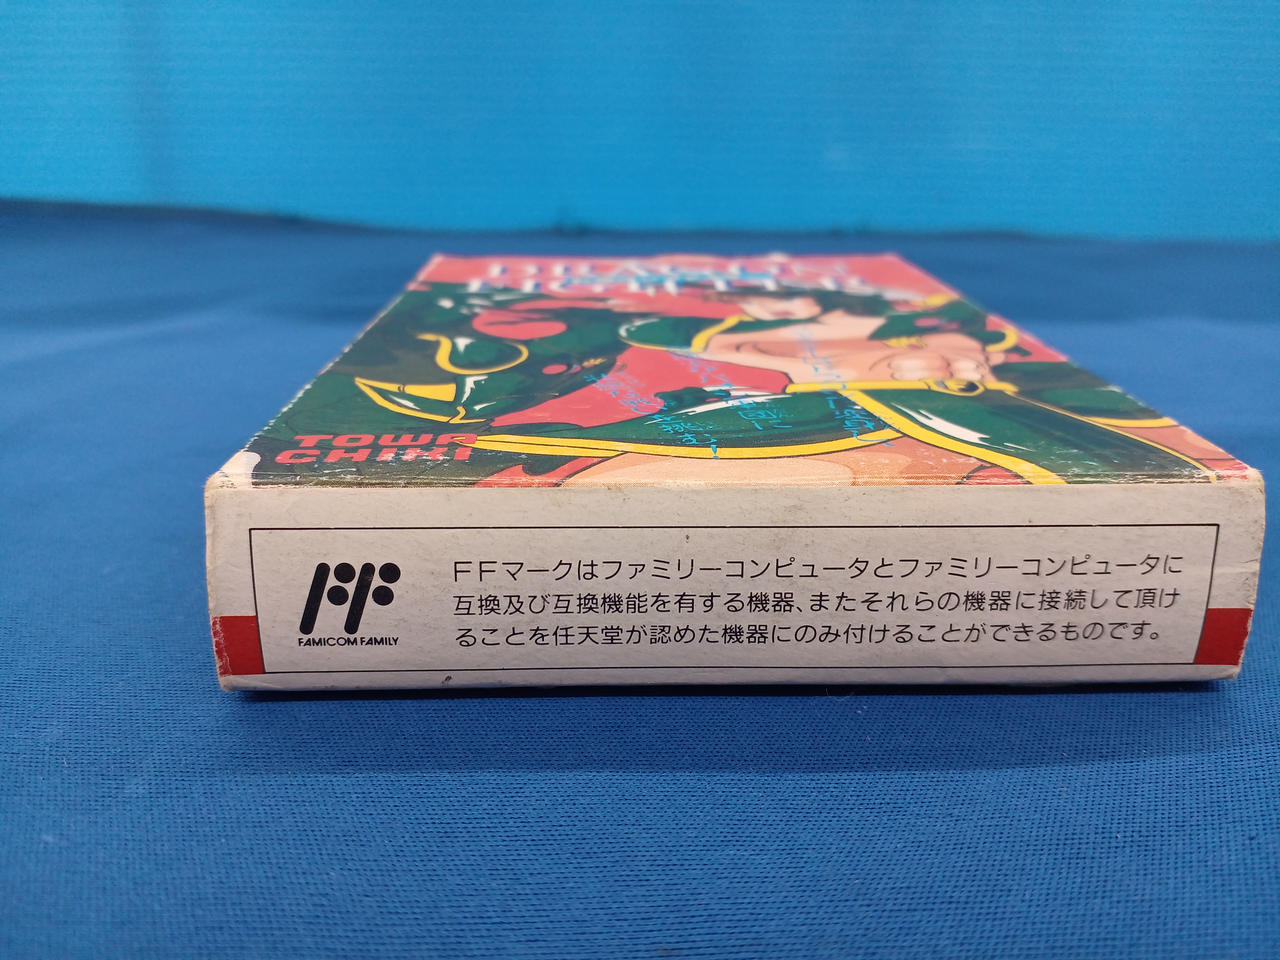 DRAGON
FIGHTER
TOWA
CHIKI
FAMICOM FAMILY
FFマークはファミリーコンピュータとファミリーコンピュータに
互換及び互換機能を有する機器、またそれらの機器に接続して頂け
ることを任天堂が認めた機器にのみ付けることができるものです。